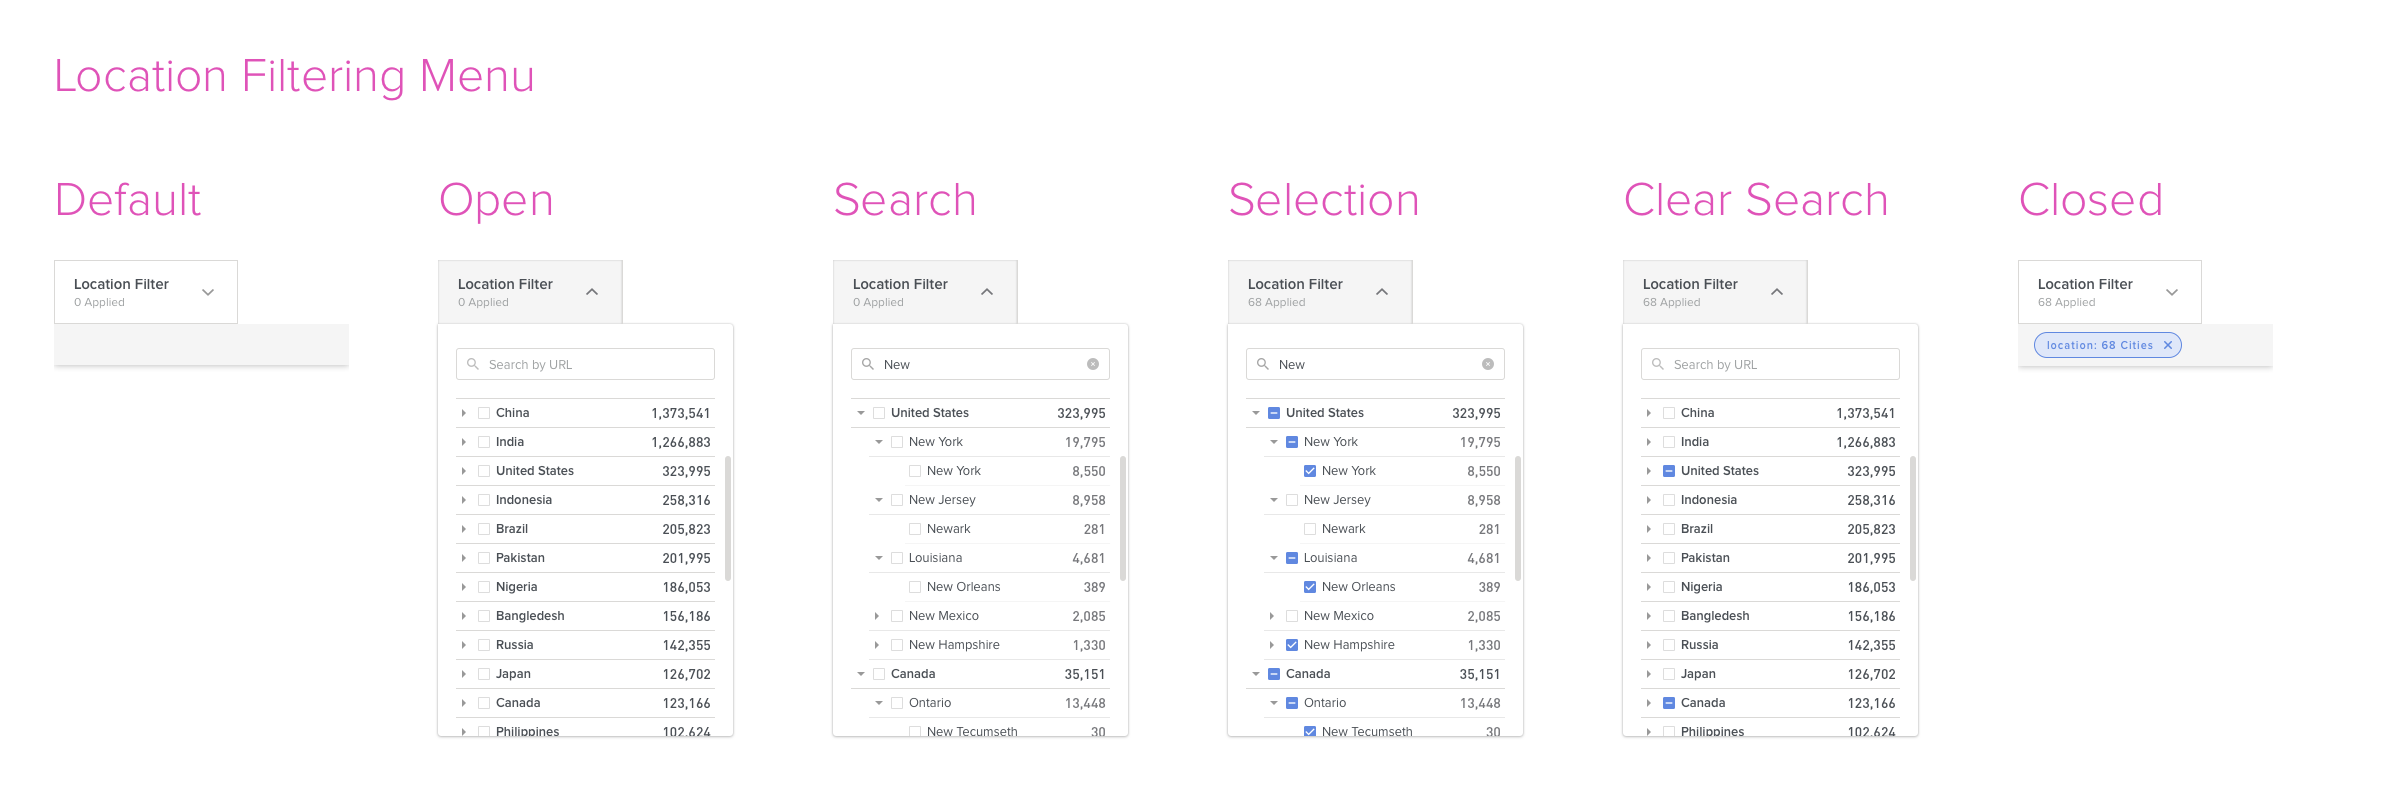 Location Filtering Menu
Default
Location Filter
0 Applied
Open
Location Filter
0 Applied
Search by URL
China 1,373,541
India 1,266,883
United States 323,995
Indonesia 258,316
Brazil 205,823
Pakistan 201,995
Nigeria 186,053
Bangledesh 156,186
Russia 142,355
Japan 126,702
Canada 123,166
Philippines 102,624
Search
Location Filter
0 Applied
New
United States 323,995
New York 19,795
New York 8,550
New Jersey 8,958
Newark 281
Louisiana 4,681
New Orleans 389
New Mexico 2,085
New Hampshire 1,330
Canada 35,151
Ontario 13,448
New Tecumseth 30
Selection
Location Filter
68 Applied
New
United States 323,995
New York 19,795
New York 8,550
New Jersey 8,958
Newark 281
Louisiana 4,681
New Orleans 389
New Mexico 2,085
New Hampshire 1,330
Canada 35,151
Ontario 13,448
New Tecumseth 30
Clear Search
Location Filter
68 Applied
Search by URL
China 1,373,541
India 1,266,883
United States 323,995
Indonesia 258,316
Brazil 205,823
Pakistan 201,995
Nigeria 186,053
Bangledesh 156,186
Russia 142,355
Japan 126,702
Canada 123,166
Philippines 102,624
Closed
Location Filter
68 Applied
location: 68 Cities